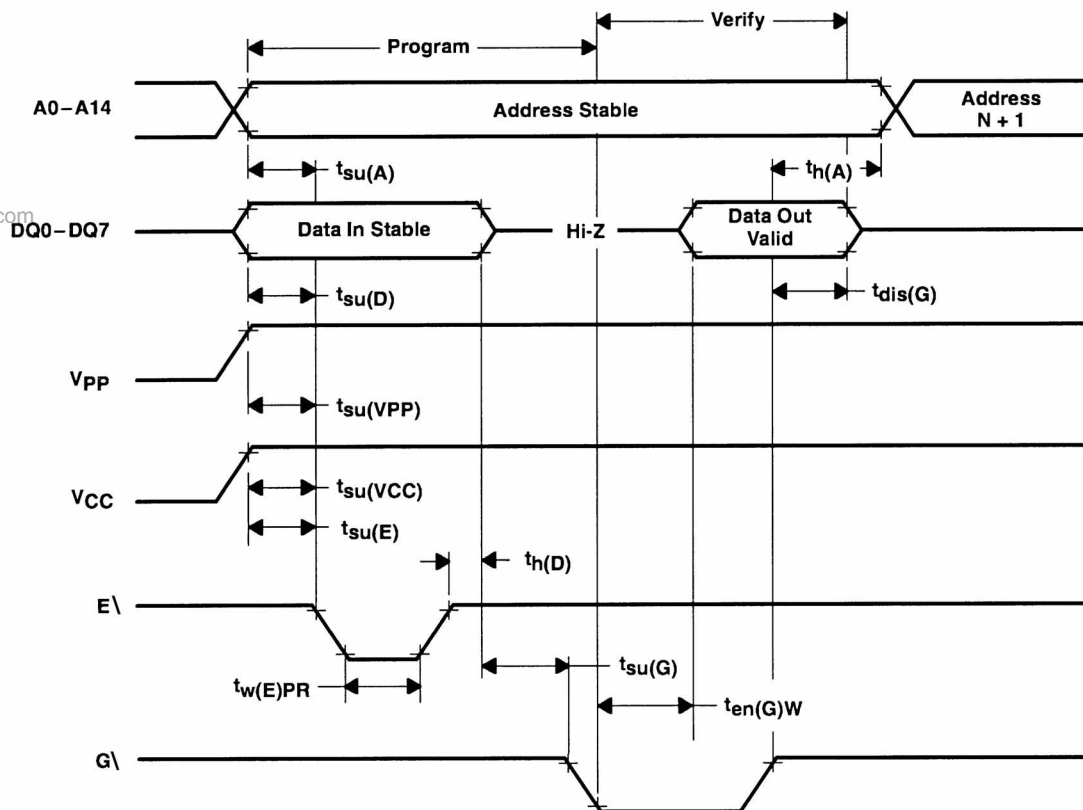 Verify
Program
A0–A14
Address Stable
Address
N + 1
tsu(A)
th(A)
com
DQ0–DQ7
Data In Stable
Hi-Z
Data Out
Valid
tsu(D)
tdis(G)
VPP
tsu(VPP)
VCC
tsu(VCC)
tsu(E)
th(D)
E\
tsu(G)
tw(E)PR
ten(G)W
G\